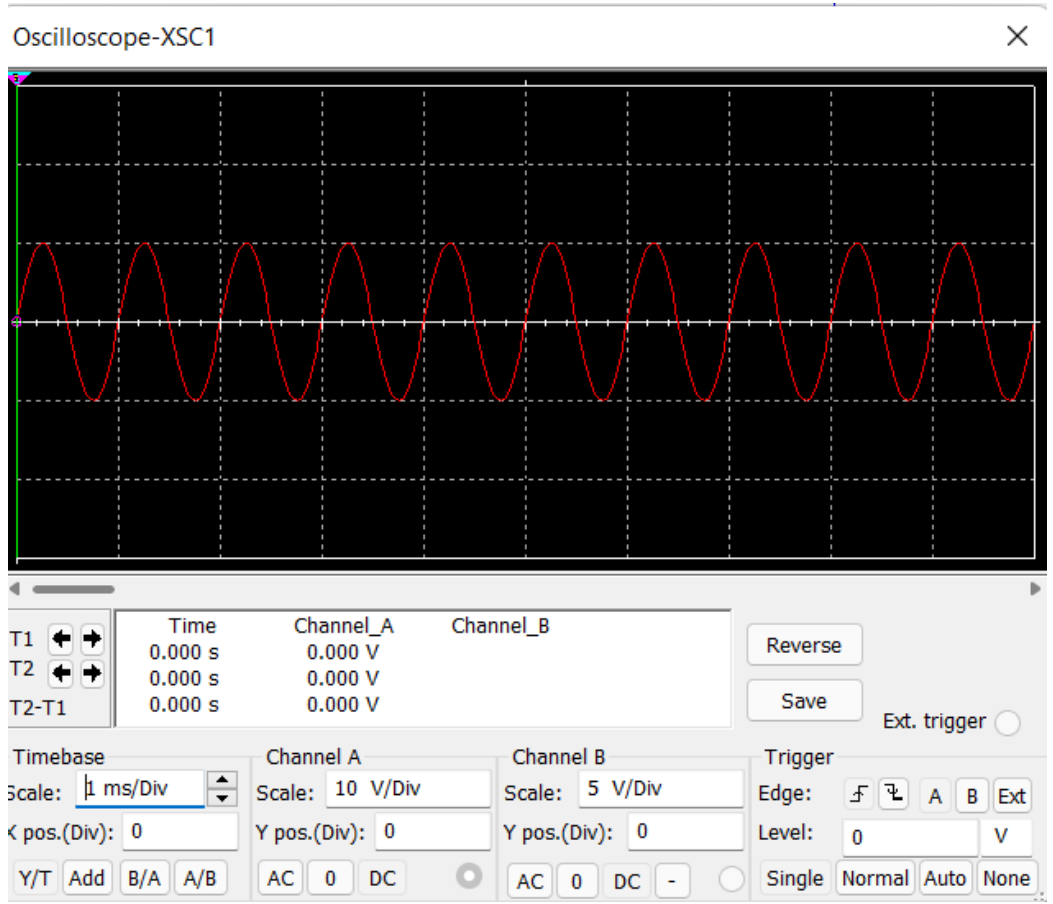 Oscilloscope-XSC1
Time Channel_A Channel_B
T1 0.000 s 0.000 V
T2 0.000 s 0.000 V
T2-T1 0.000 s 0.000 V
Reverse
Save
Ext. trigger
Timebase Channel A Channel B Trigger
Scale: 1 ms/Div Scale: 10 V/Div Scale: 5 V/Div Edge: A B Ext
X pos.(Div): 0 Y pos.(Div): 0 Y pos.(Div): 0 Level: 0 V
Y/T Add B/A A/B AC 0 DC AC 0 DC - Single Normal Auto None